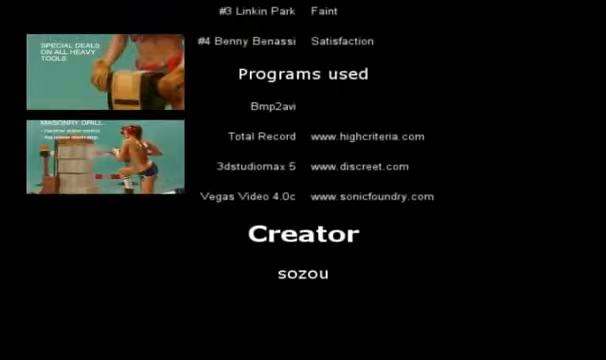 #3 Linkin Park Faint
#4 Benny Benassi Satisfaction
Programs used
Bmp2avi
Total Record www.highcriteria.com
3dstudiomax 5 www.discreet.com
Vegas Video 4.0c www.sonicfoundry.com
Creator
sozou
SPECIAL DEALS
ON ALL HEAVY
TOOLS
MASONRY DRILL